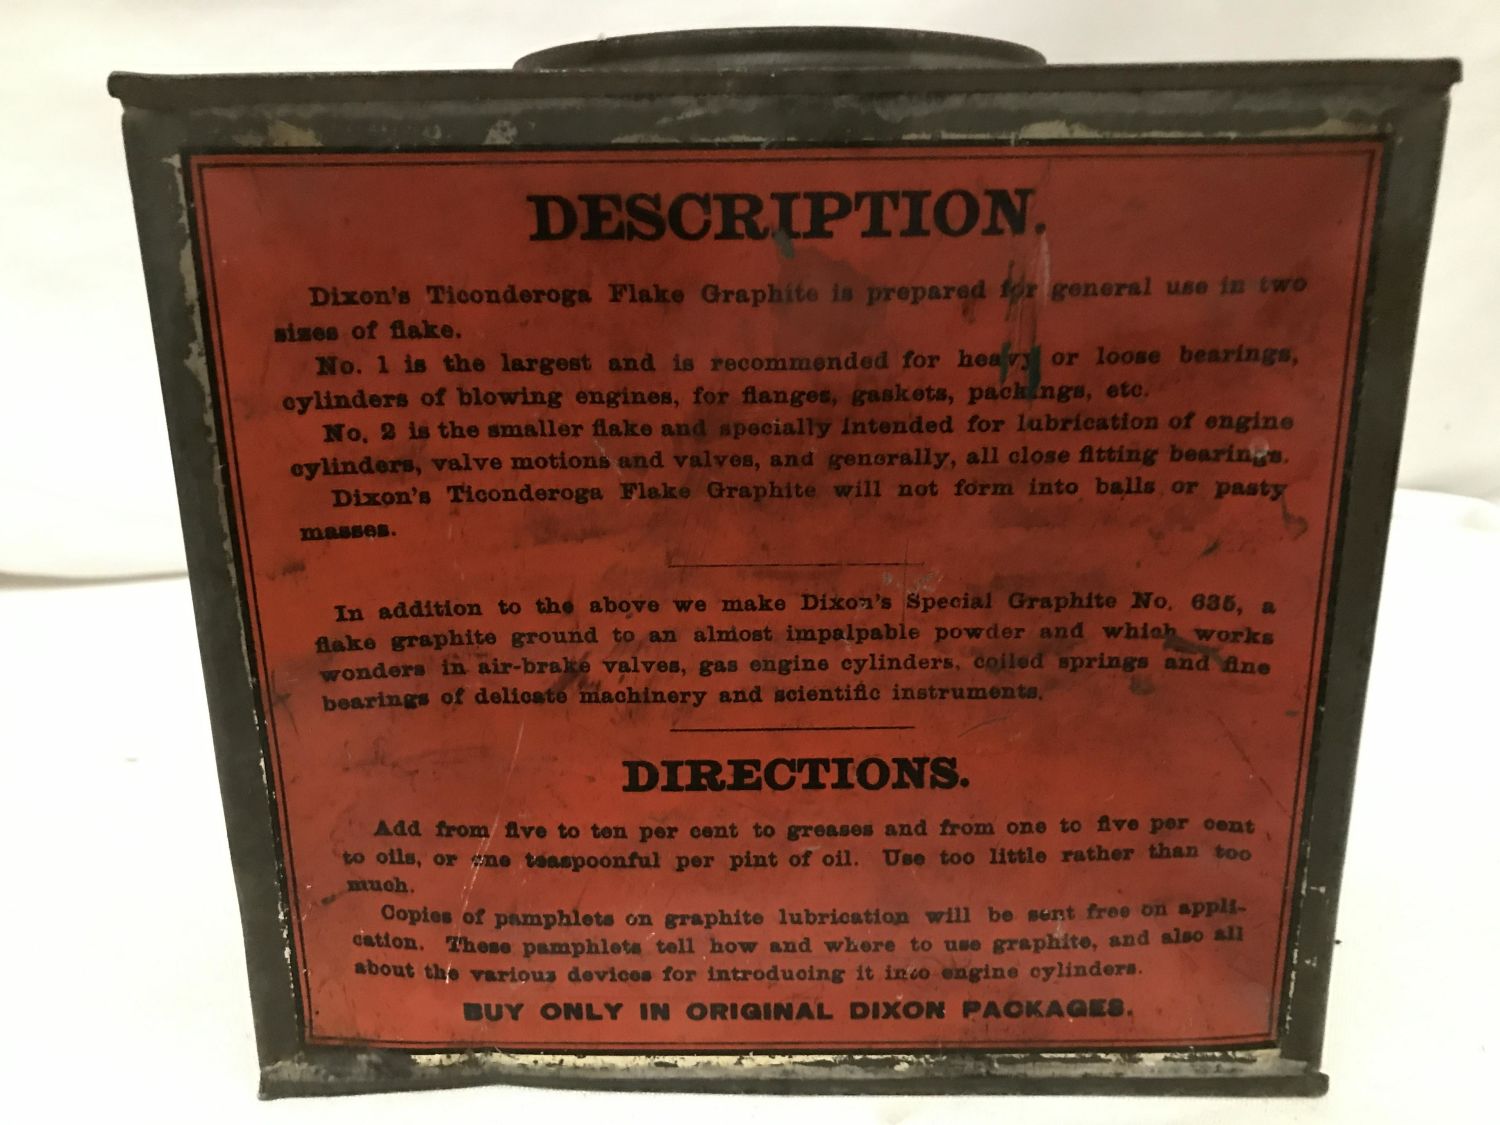 DESCRIPTION.
Dixon's Ticonderoga Flake Graphite is prepared for general use in two
sizes of flake.
No. 1 is the largest and is recommended for heavy or loose bearings,
cylinders of blowing engines, for flanges, gaskets, packings, etc.
No. 2 is the smaller flake and specially intended for lubrication of engine
cylinders, valve motions and valves, and generally, all close fitting bearings.
Dixon's Ticonderoga Flake Graphite will not form into balls or pasty
masses.
In addition to the above we make Dixon's Special Graphite No. 635, a
flake graphite ground to an almost impalpable powder and which works
wonders in air-brake valves, gas engine cylinders, coiled springs and fine
bearings of delicate machinery and scientific instruments.
DIRECTIONS.
Add from five to ten per cent to greases and from one to five per cent
to oils, or one teaspoonful per pint of oil. Use too little rather than too
much.
Copies of pamphlets on graphite lubrication will be sent free on appli-
cation. These pamphlets tell how and where to use graphite, and also all
about the various devices for introducing it into engine cylinders.
BUY ONLY IN ORIGINAL DIXON PACKAGES.